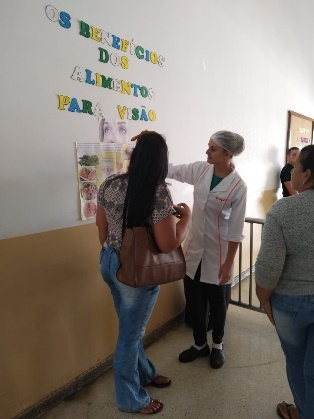 OS BENEFÍCIOS
DOS
ALIMENTOS
PARA VISÃO